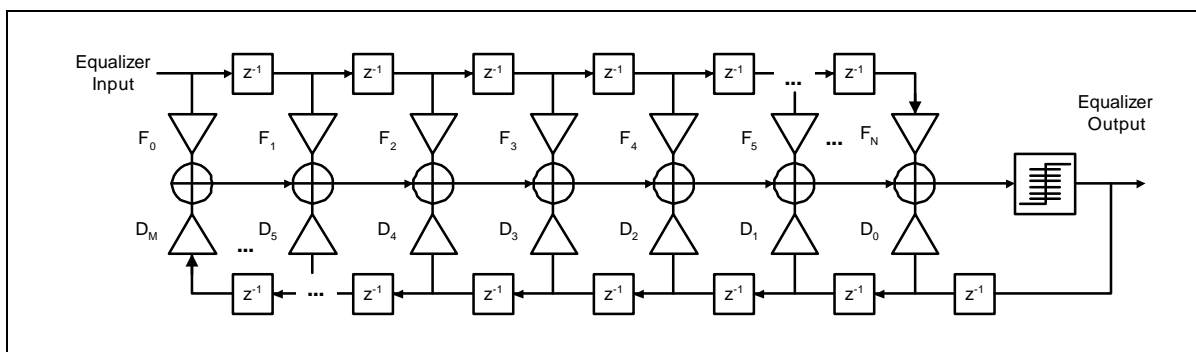 Equalizer
Input
z-1 z-1 z-1 z-1 z-1 ... z-1
Equalizer
Output
F0 F1 F2 F3 F4 F5 ... FN
DM ... D5 D4 D3 D2 D1 D0
z-1 ... z-1 z-1 z-1 z-1 z-1 z-1